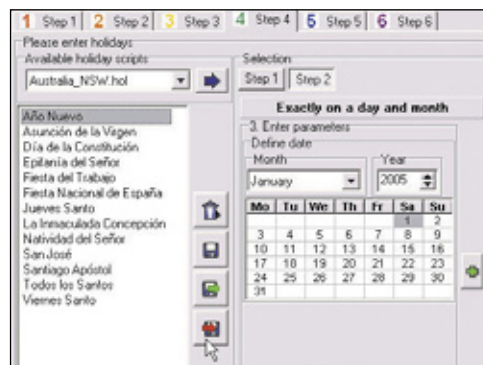 1 Step 1 2 Step 2 3 Step 3 4 Step 4 5 Step 5 6 Step 6
Please enter holidays
Available holiday scripts
Australia_NSW.hol
Año Nuevo
Asunción de la Virgen
Día de la Constitución
Epifanía del Señor
Fiesta del Trabajo
Fiesta Nacional de España
Jueves Santo
La Inmaculada Concepción
Natividad del Señor
San José
Santiago Apóstol
Todos los Santos
Viernes Santo
Selection
Step 1 Step 2
Exactly on a day and month
3. Enter parameters
Define date
Month Year
January 2005
Mo Tu We Th Fr Sa Su
1 2
3 4 5 6 7 8 9
10 11 12 13 14 15 16
17 18 19 20 21 22 23
24 25 26 27 28 29 30
31